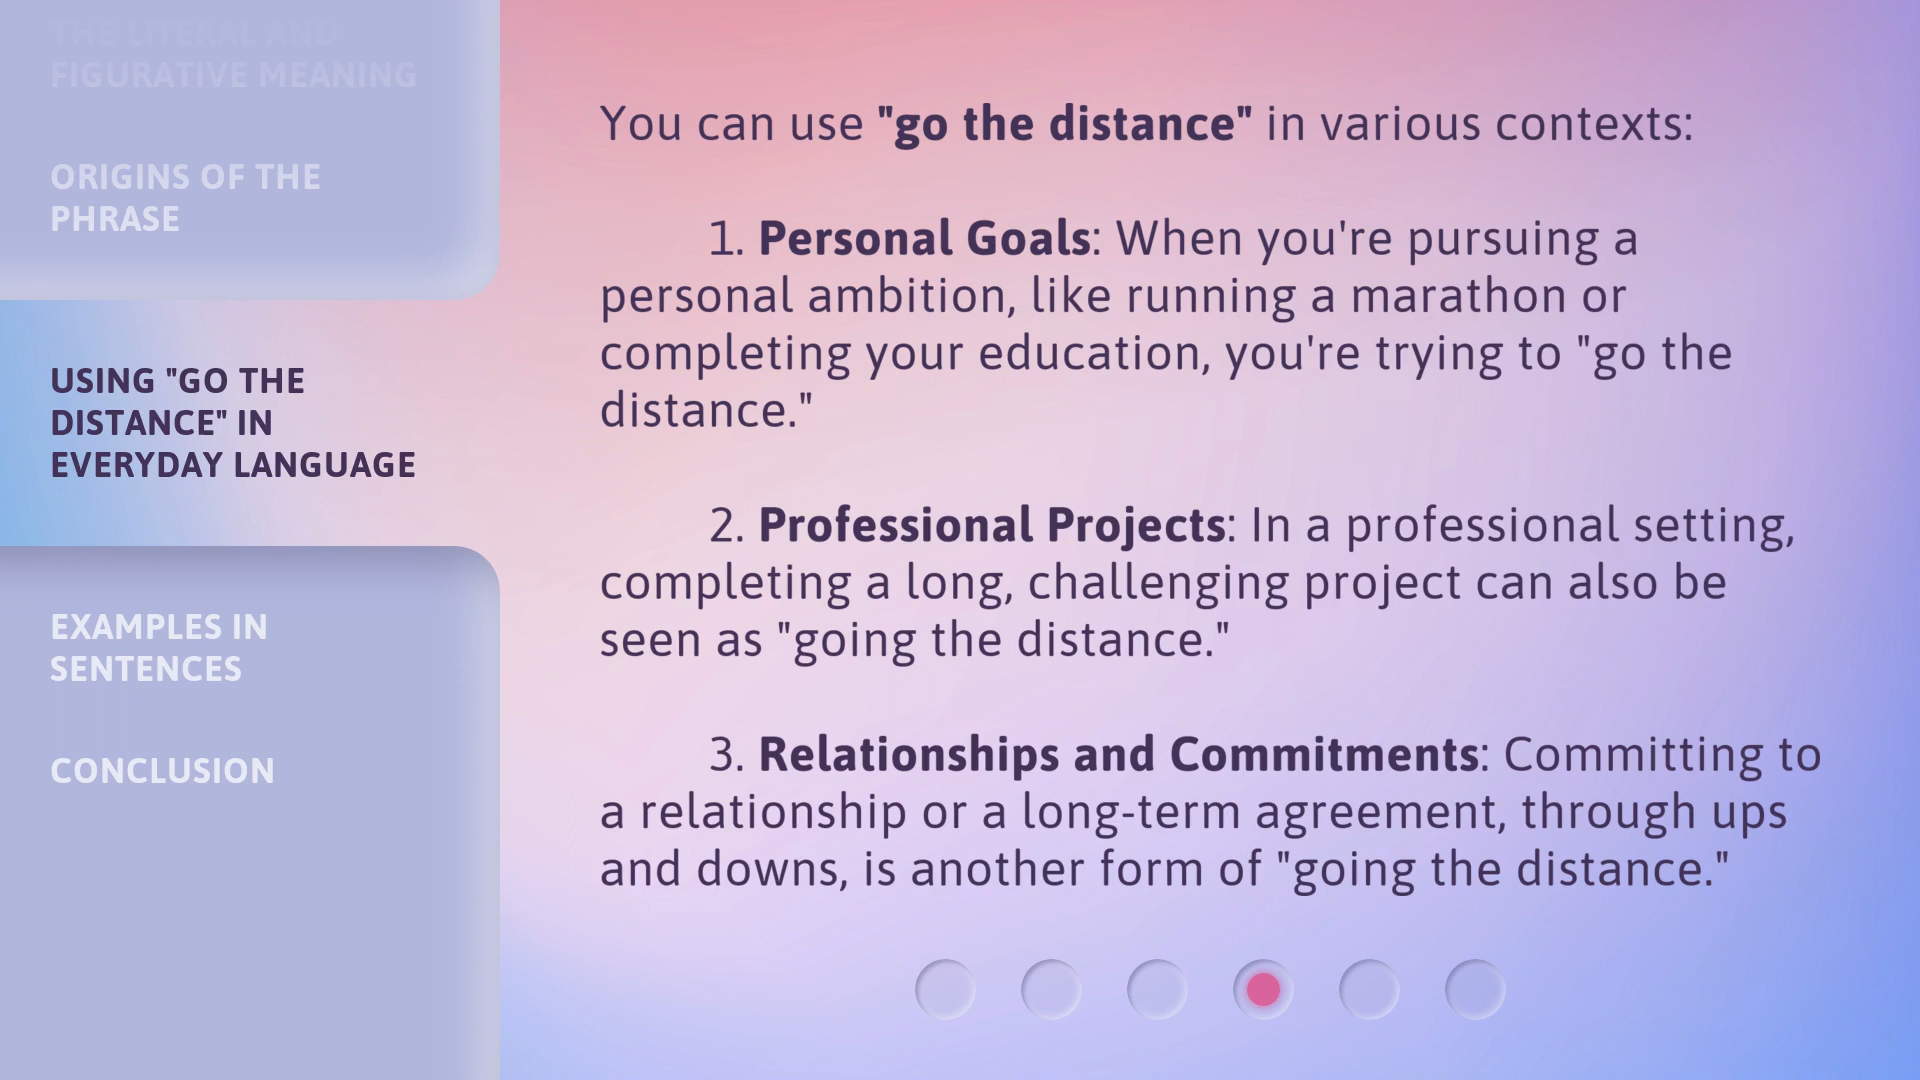 THE LITERAL AND
FIGURATIVE MEANING
ORIGINS OF THE
PHRASE
USING "GO THE
DISTANCE" IN
EVERYDAY LANGUAGE
EXAMPLES IN
SENTENCES
CONCLUSION
You can use "go the distance" in various contexts:
1. Personal Goals: When you're pursuing a
personal ambition, like running a marathon or
completing your education, you're trying to "go the
distance."
2. Professional Projects: In a professional setting,
completing a long, challenging project can also be
seen as "going the distance."
3. Relationships and Commitments: Committing to
a relationship or a long-term agreement, through ups
and downs, is another form of "going the distance."